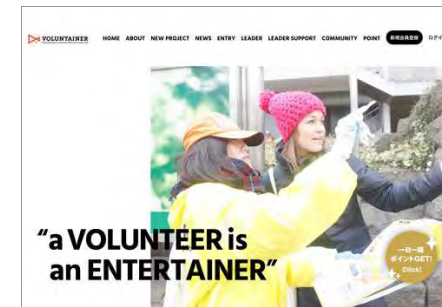 VOLUNTAINER
HOME ABOUT NEW PROJECT NEWS ENTRY LEADER LEADER SUPPORT COMMUNITY POINT 新規会員登録 ログイ
“a VOLUNTEER is
an ENTERTAINER”
一日一回
ポイントGET!
Click!